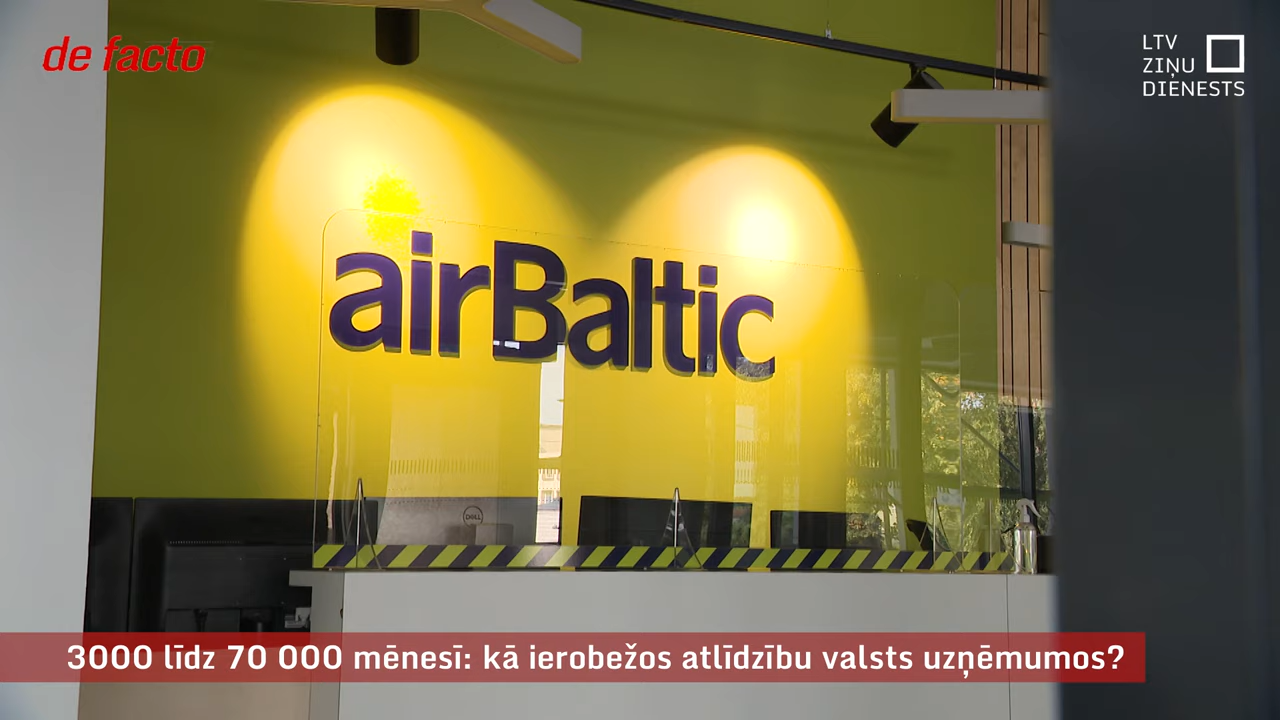 de facto
LTV
ZIŅU
DIENESTS
airBaltic
DELL
3000 līdz 70 000 mēnesī: kā ierobežos atlīdzību valsts uzņēmumos?